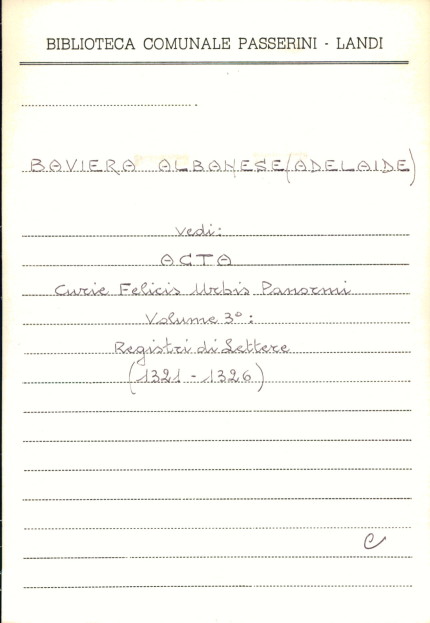 BIBLIOTECA COMUNALE PASSERINI - LANDI
BAVIERA ALBANESE (ADELAIDE)
Vedi:
ACTA
Curie Felicis Urbis Panormi
Volume 3°:
Registri di Lettere
(1321 - 1326)
C